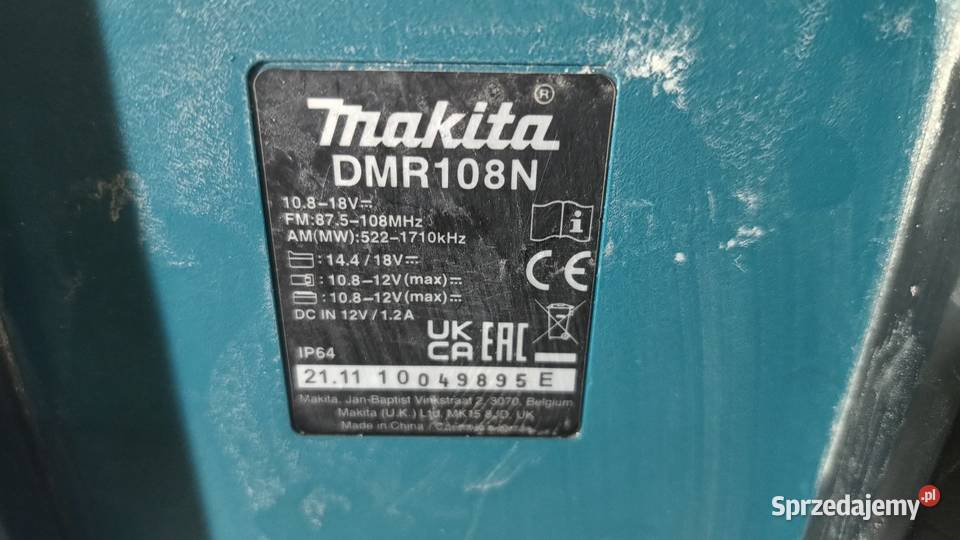 makita®
DMR108N
10.8-18V⎓
FM:87.5-108MHz
AM(MW):522-1710kHz
:14.4/18V⎓
:10.8-12V(max)⎓
:10.8-12V(max)⎓
DC IN 12V/1.2A
CE
UK
CA EAC
IP64
21.11 10049895 E
Makita, Jan-Baptist Vinkstraat 2, 3070, Belgium
Makita (U.K.) Ltd, MK15 8JD, UK
Made in China /
Sprzedajemy.pl